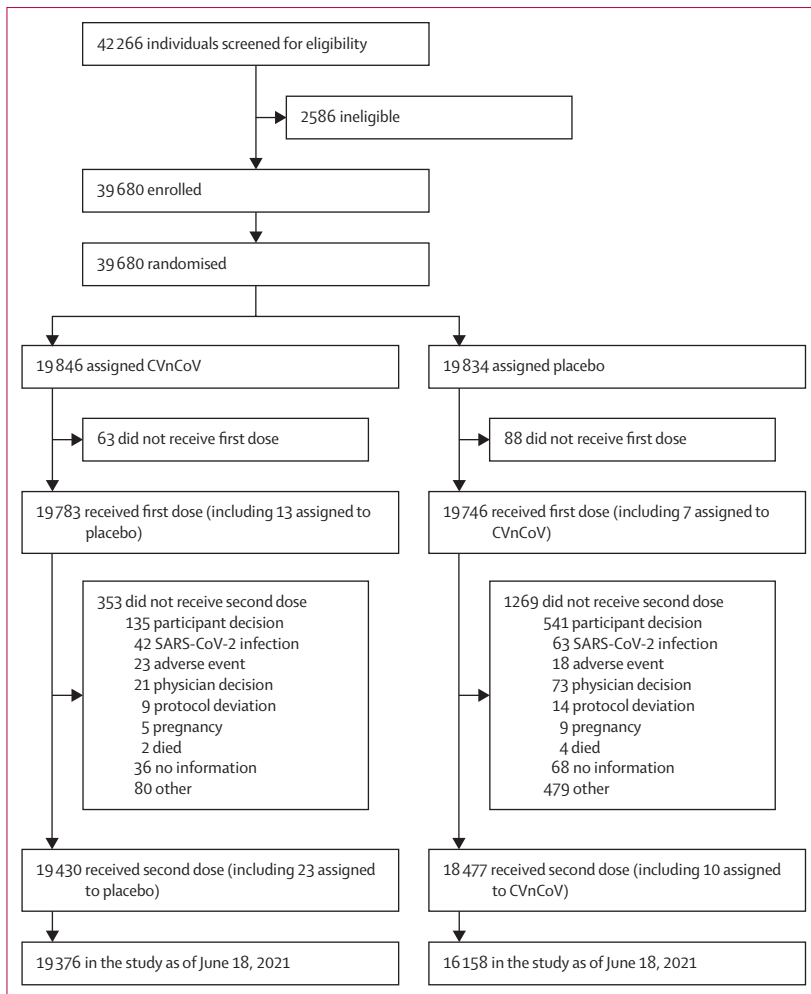 42 266 individuals screened for eligibility
2586 ineligible
39 680 enrolled
39 680 randomised
19 846 assigned CVnCoV
19 834 assigned placebo
63 did not receive first dose
88 did not receive first dose
19 783 received first dose (including 13 assigned to
placebo)
19 746 received first dose (including 7 assigned to
CVnCoV)
353 did not receive second dose
135 participant decision
42 SARS-CoV-2 infection
23 adverse event
21 physician decision
9 protocol deviation
5 pregnancy
2 died
36 no information
80 other
1269 did not receive second dose
541 participant decision
63 SARS-CoV-2 infection
18 adverse event
73 physician decision
14 protocol deviation
9 pregnancy
4 died
68 no information
479 other
19 430 received second dose (including 23 assigned
to placebo)
18 477 received second dose (including 10 assigned
to CVnCoV)
19 376 in the study as of June 18, 2021
16 158 in the study as of June 18, 2021